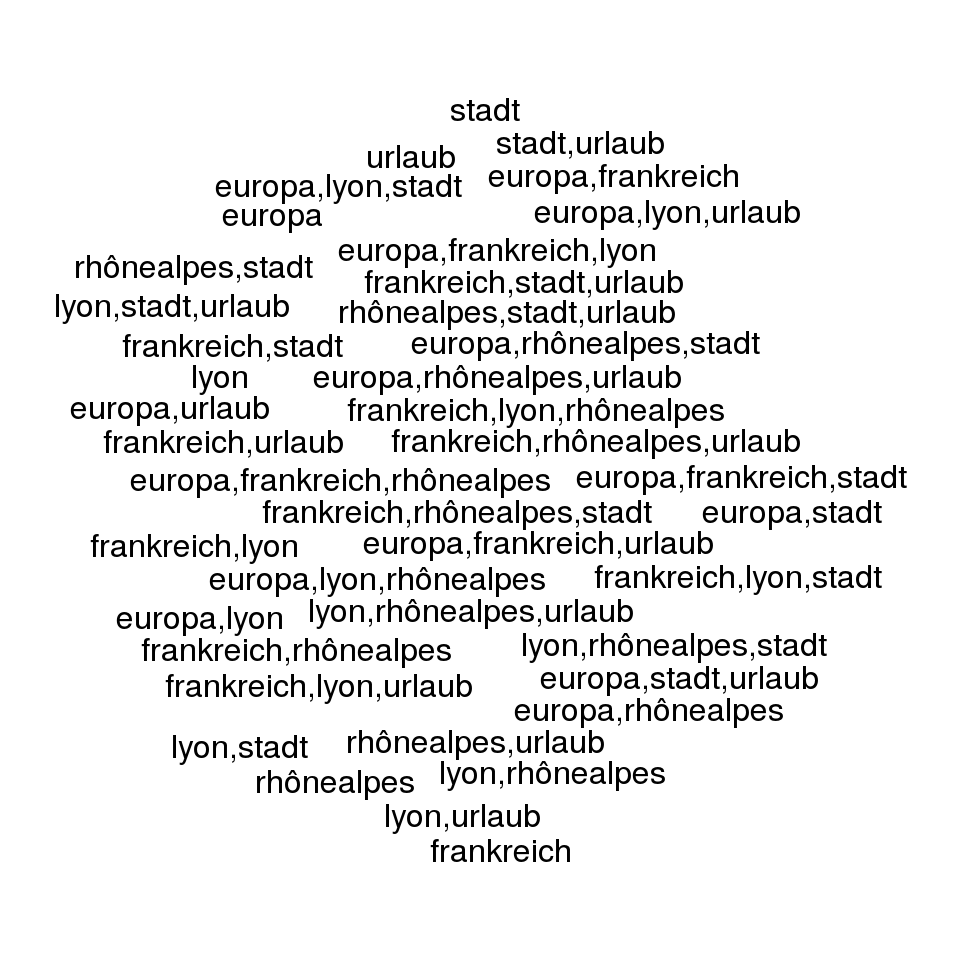 stadt
stadt,urlaub
urlaub
europa,frankreich
europa,lyon,stadt
europa,lyon,urlaub
europa
europa,frankreich,lyon
rhônealpes,stadt
frankreich,stadt,urlaub
lyon,stadt,urlaub
rhônealpes,stadt,urlaub
frankreich,stadt
europa,rhônealpes,stadt
lyon
europa,rhônealpes,urlaub
europa,urlaub
frankreich,lyon,rhônealpes
frankreich,urlaub
frankreich,rhônealpes,urlaub
europa,frankreich,rhônealpes
europa,frankreich,stadt
frankreich,rhônealpes,stadt
europa,stadt
frankreich,lyon
europa,frankreich,urlaub
europa,lyon,rhônealpes
frankreich,lyon,stadt
europa,lyon
lyon,rhônealpes,urlaub
frankreich,rhônealpes
lyon,rhônealpes,stadt
frankreich,lyon,urlaub
europa,stadt,urlaub
europa,rhônealpes
lyon,stadt
rhônealpes,urlaub
rhônealpes
lyon,rhônealpes
lyon,urlaub
frankreich